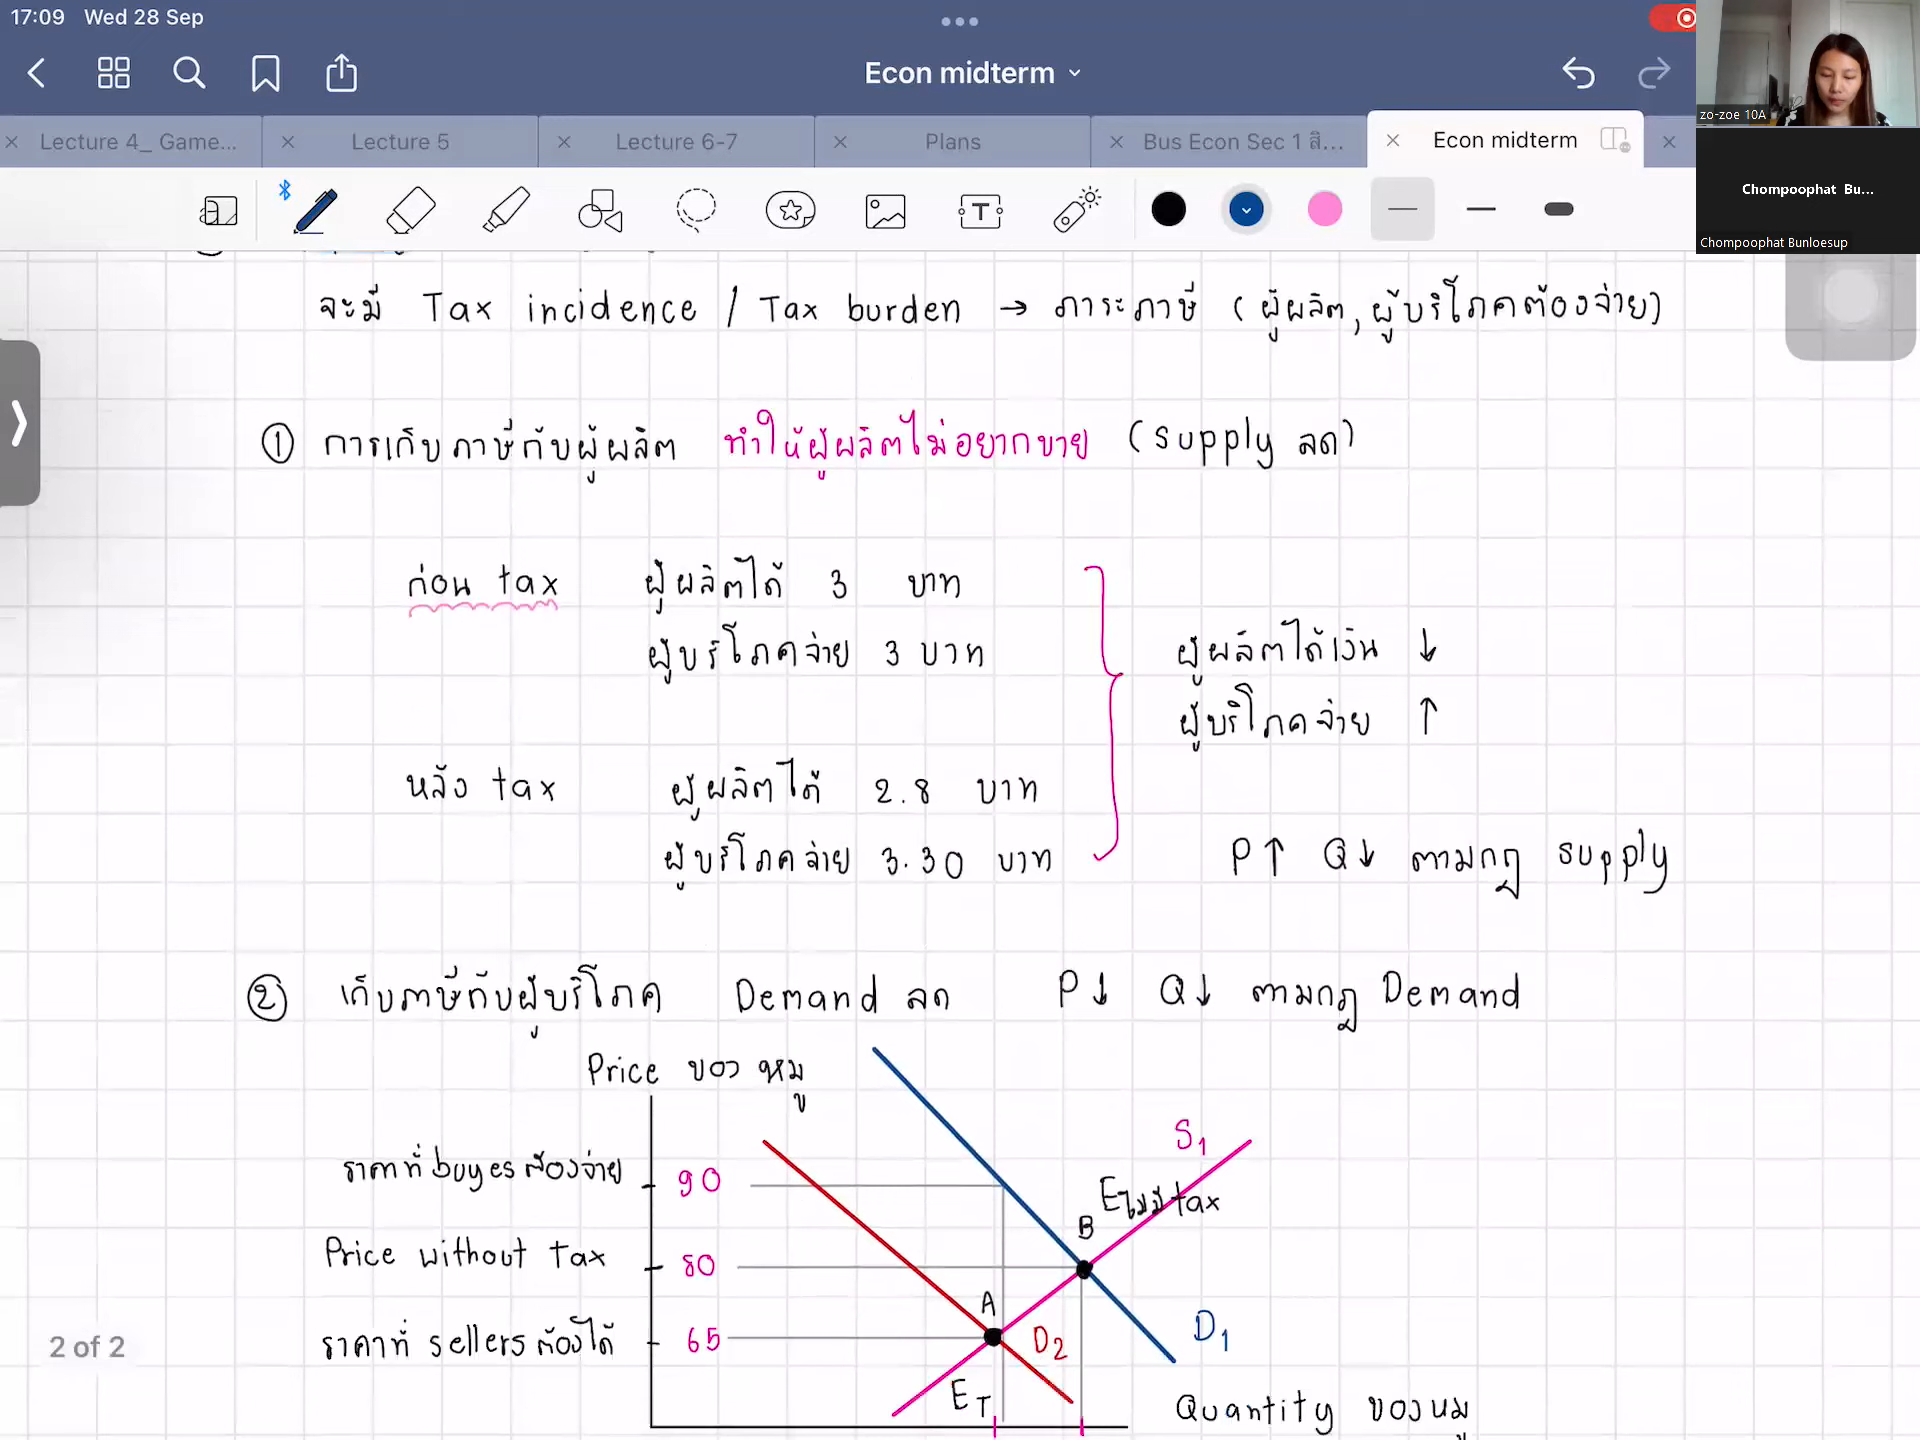 17:09 Wed 28 Sep
Econ midterm
Lecture 4_ Game...
Lecture 5
Lecture 6-7
Plans
Bus Econ Sec 1 สิ...
Econ midterm
zo-zoe 10A
Chompoophat Bu...
Chompoophat Bunloesup
จะมี Tax incidence / Tax burden → ภาระภาษี (ผู้ผลิต, ผู้บริโภคต้องจ่าย)
① การเก็บภาษีกับผู้ผลิต ทำให้ผู้ผลิตไม่อยากขาย (supply ลด)
ก่อน tax ผู้ผลิตได้ 3 บาท
ผู้บริโภคจ่าย 3 บาท
ผู้ผลิตได้เงิน ↓
ผู้บริโภคจ่าย ↑
หลัง tax ผู้ผลิตได้ 2.8 บาท
ผู้บริโภคจ่าย 3.30 บาท
P↑ Q↓ ตามกฎ supply
② เก็บภาษีกับผู้บริโภค Demand ลด P↓ Q↓ ตามกฎ Demand
Price ของ หมู
S1
ราคาที่ buyes ต้องจ่าย 90
E ไม่มี tax
B
Price without tax 80
A
ราคาที่ sellers ต้องได้ 65
D2
D1
ET
Quantity ของหมู
2 of 2